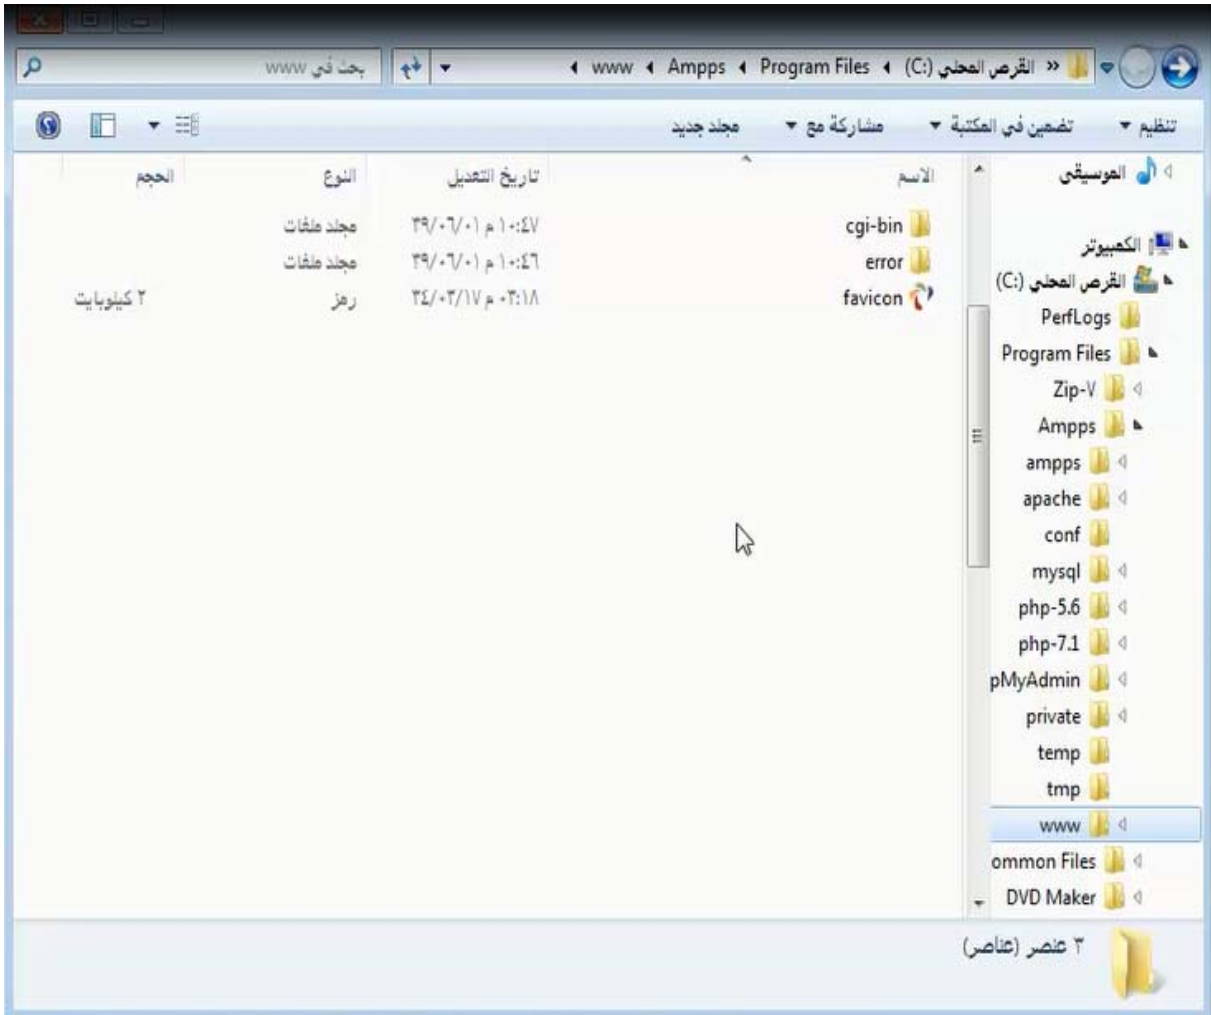 القرص المحلي (C:) Program Files Ampps www
بحث في www
تنظيم تضمين في المكتبة مشاركة مع مجلد جديد
الاسم تاريخ التعديل النوع الحجم
cgi-bin ١٠:٤٧ م ٣٩/٠٦/٠١ مجلد ملفات
error ١٠:٤٦ م ٣٩/٠٦/٠١ مجلد ملفات
favicon ٠٣:١٨ م ٣٤/٠٣/١٧ رمز ٢ كيلوبايت
الموسيقى
الكمبيوتر
القرص المحلي (C:)
PerfLogs
Program Files
Zip-V
Ampps
ampps
apache
conf
mysql
php-5.6
php-7.1
pMyAdmin
private
temp
tmp
www
ommon Files
DVD Maker
٣ عنصر (عناصر)